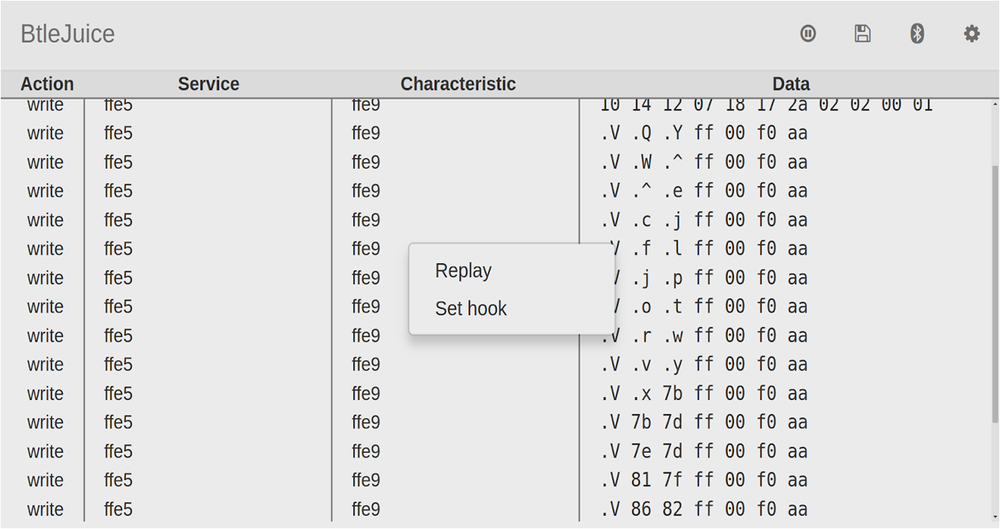 BtleJuice
Action Service Characteristic Data
write ffe5 ffe9 10 14 12 07 18 17 2a 02 02 00 01
write ffe5 ffe9 .V .Q .Y ff 00 f0 aa
write ffe5 ffe9 .V .W .^ ff 00 f0 aa
write ffe5 ffe9 .V .^ .e ff 00 f0 aa
write ffe5 ffe9 .V .c .j ff 00 f0 aa
write ffe5 ffe9 V .f .l ff 00 f0 aa
Replay
write ffe5 ffe9 V .j .p ff 00 f0 aa
write ffe5 ffe9 V .o .t ff 00 f0 aa
Set hook
write ffe5 ffe9 .V .r .w ff 00 f0 aa
write ffe5 ffe9 .V .v .y ff 00 f0 aa
write ffe5 ffe9 .V .x 7b ff 00 f0 aa
write ffe5 ffe9 .V 7b 7d ff 00 f0 aa
write ffe5 ffe9 .V 7e 7d ff 00 f0 aa
write ffe5 ffe9 .V 81 7f ff 00 f0 aa
write ffe5 ffe9 .V 86 82 ff 00 f0 aa